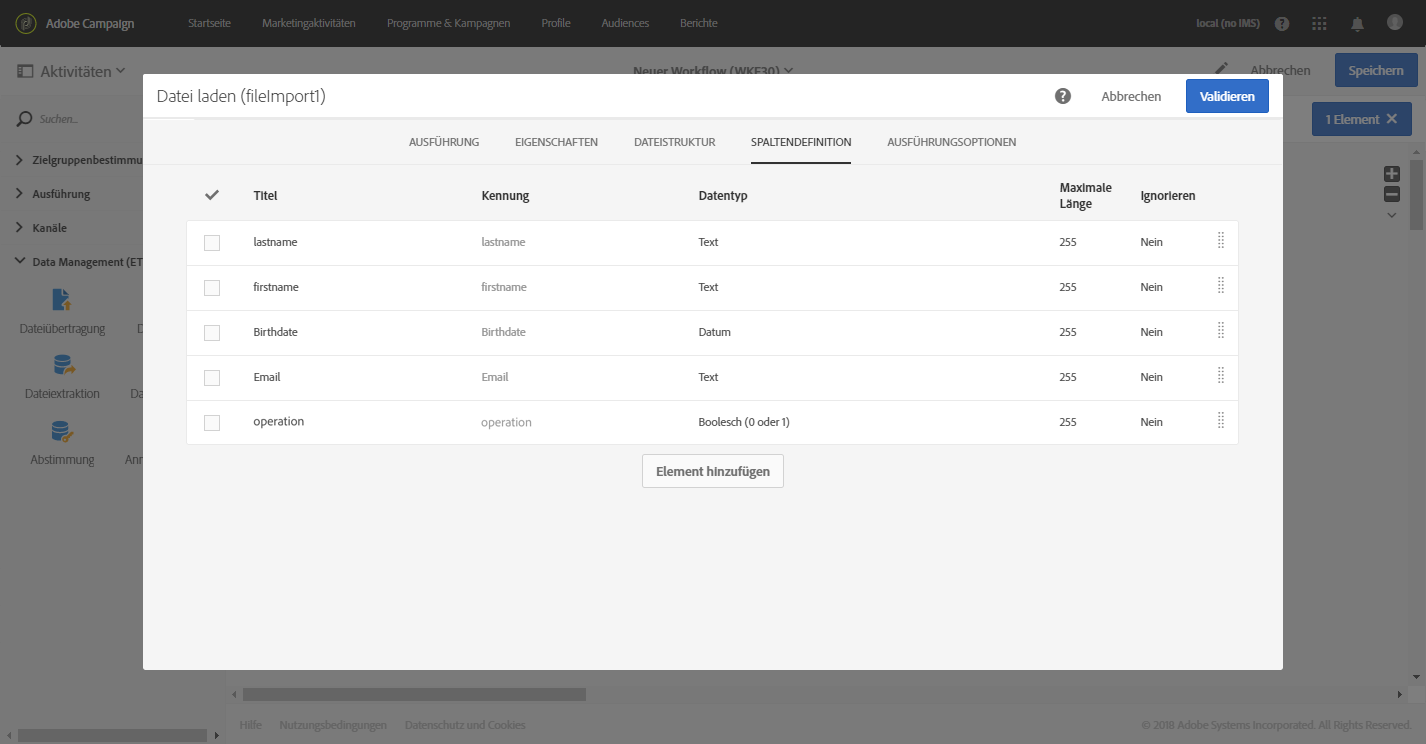 Adobe Campaign
Startseite Marketingaktivitäten Programme & Kampagnen Profile Audiences Berichte
local (no IMS)
Aktivitäten
Neuer Workflow (WKF30)
Abbrechen Speichern
Datei laden (fileImport1)
Abbrechen Validieren
Suchen...
1 Element
AUSFÜHRUNG EIGENSCHAFTEN DATEISTRUKTUR SPALTENDEFINITION AUSFÜHRUNGSOPTIONEN
Zielgruppenbestimmu
Ausführung
Kanäle
Data Management (ET
Dateiübertragung D
Dateiextraktion Da
Abstimmung Anr
Titel Kennung Datentyp Maximale Länge Ignorieren
lastname lastname Text 255 Nein
firstname firstname Text 255 Nein
Birthdate Birthdate Datum 255 Nein
Email Email Text 255 Nein
operation operation Boolesch (0 oder 1) 255 Nein
Element hinzufügen
Hilfe Nutzungsbedingungen Datenschutz und Cookies
© 2018 Adobe Systems Incorporated. All Rights Reserved.